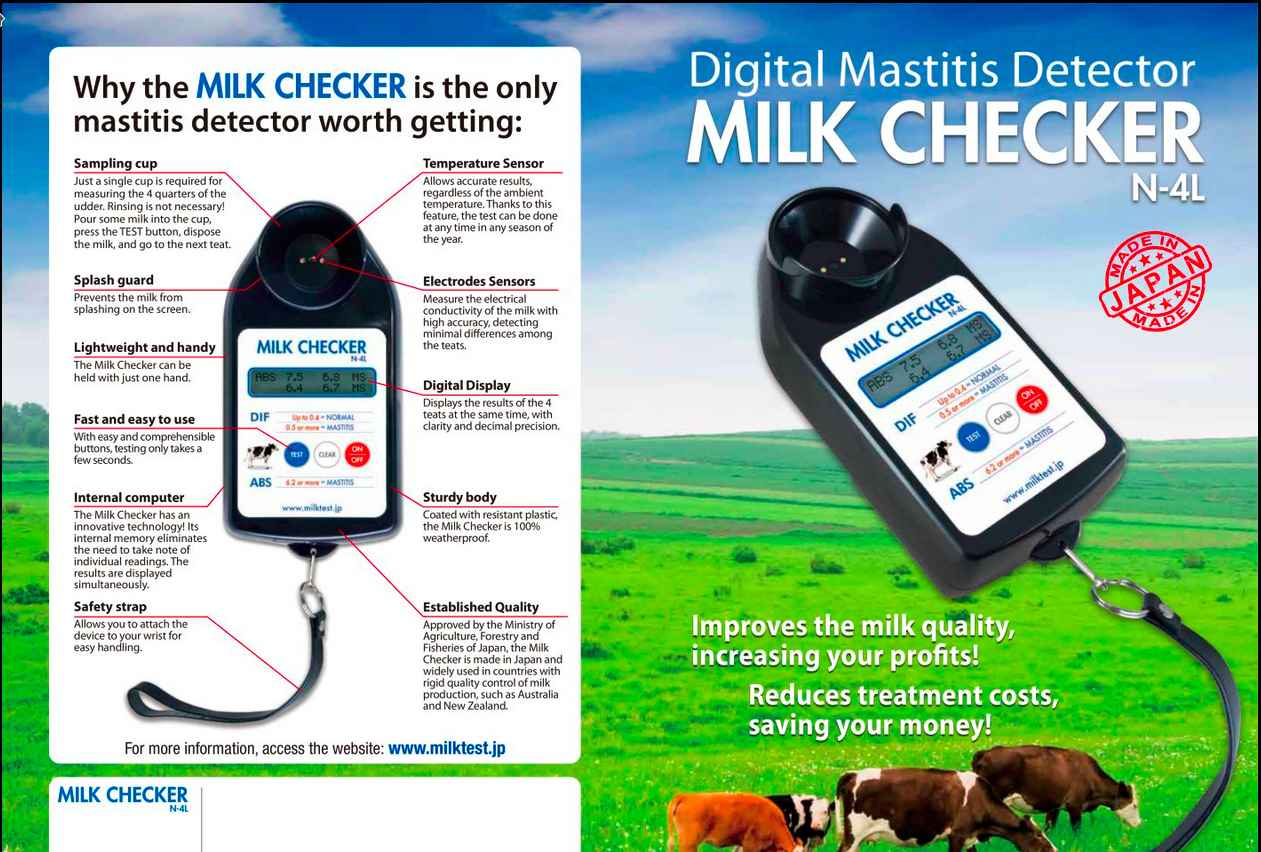 Why the MILK CHECKER is the only
mastitis detector worth getting:
Sampling cup
Just a single cup is required for
measuring the 4 quarters of the
udder. Rinsing is not necessary!
Pour some milk into the cup,
press the TEST button, dispose
the milk, and go to the next teat.
Splash guard
Prevents the milk from
splashing on the screen.
Lightweight and handy
The Milk Checker can be
held with just one hand.
Fast and easy to use
With easy and comprehensible
buttons, testing only takes a
few seconds.
Internal computer
The Milk Checker has an
innovative technology! Its
internal memory eliminates
the need to take note of
individual readings. The
results are displayed
simultaneously.
Safety strap
Allows you to attach the
device to your wrist for
easy handling.
MILK CHECKER
N-4L
ABS 7.5 6.8 MS
6.4 6.7 MS
DIF
Up to 0.4 = NORMAL
0.5 or more = MASTITIS
TEST
CLEAR
ON
OFF
ABS
6.2 or more = MASTITIS
www.milktest.jp
Temperature Sensor
Allows accurate results,
regardless of the ambient
temperature. Thanks to this
feature, the test can be done
at any time in any season of
the year.
Electrodes Sensors
Measure the electrical
conductivity of the milk with
high accuracy, detecting
minimal differences among
the teats.
Digital Display
Displays the results of the 4
teats at the same time, with
clarity and decimal precision.
Sturdy body
Coated with resistant plastic,
the Milk Checker is 100%
weatherproof.
Established Quality
Approved by the Ministry of
Agriculture, Forestry and
Fisheries of Japan, the Milk
Checker is made in Japan and
widely used in countries with
rigid quality control of milk
production, such as Australia
and New Zealand.
For more information, access the website: www.milktest.jp
MILK CHECKER
N-4L
Digital Mastitis Detector
MILK CHECKER
N-4L
MADE IN
JAPAN
MADE IN
MILK CHECKER
N-4L
ABS 7.5 6.8 MS
6.4 6.7 MS
DIF
Up to 0.4 = NORMAL
0.5 or more = MASTITIS
TEST
CLEAR
ON
OFF
ABS
6.2 or more = MASTITIS
www.milktest.jp
Improves the milk quality,
increasing your profits!
Reduces treatment costs,
saving your money!